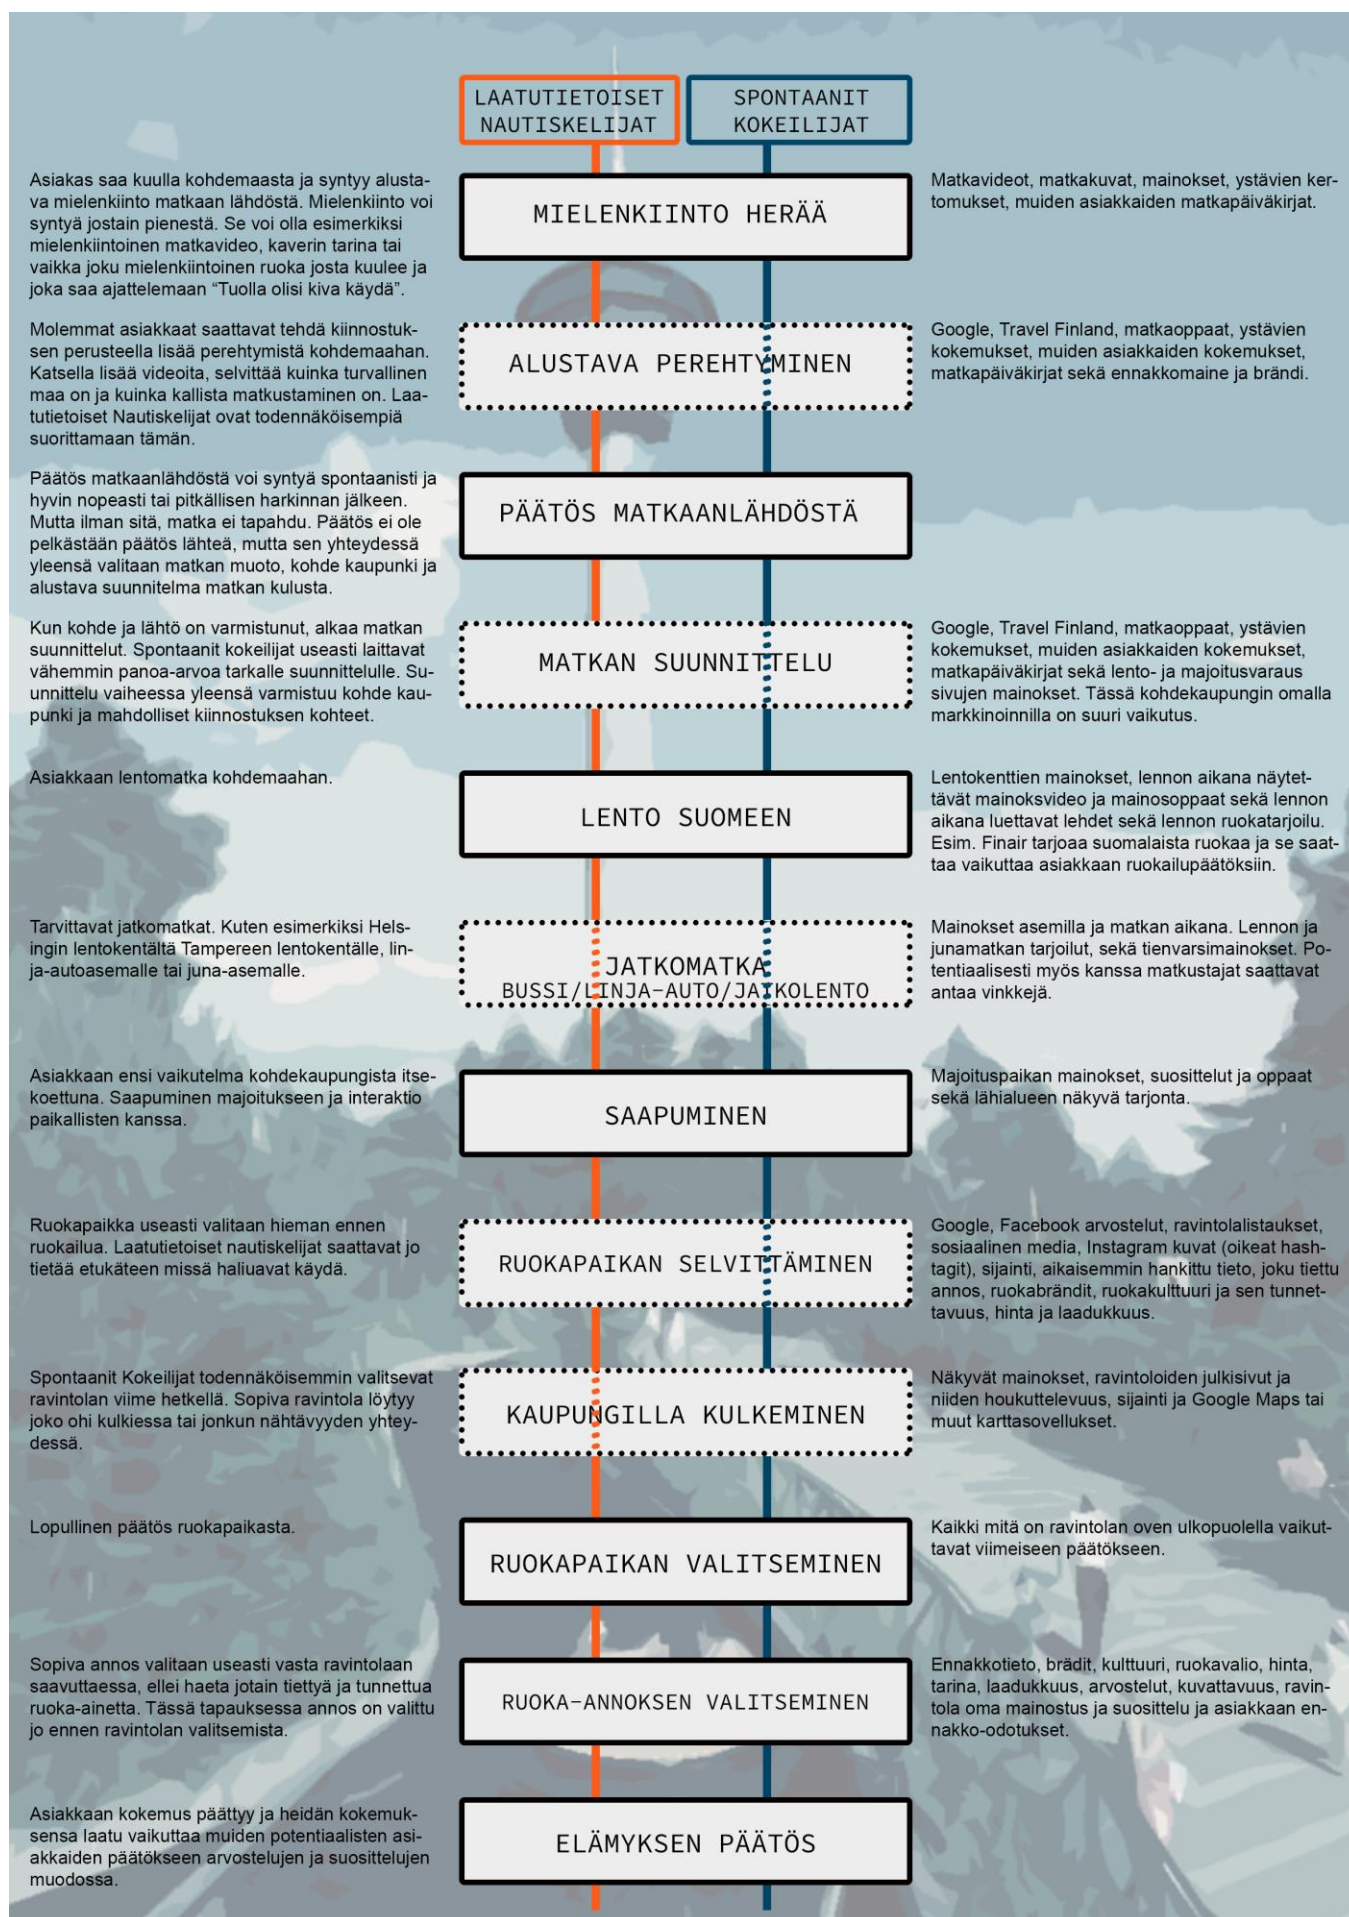 LAATUTIETOISET
NAUTISKELIJAT
SPONTAANIT
KOKEILIJAT
Asiakas saa kuulla kohdemaasta ja syntyy alusta-
va mielenkiinto matkaan lähdöstä. Mielenkiinto voi
syntyä jostain pienestä. Se voi olla esimerkiksi
mielenkiintoinen matkavideo, kaverin tarina tai
vaikka joku mielenkiintoinen ruoka josta kuulee ja
joka saa ajattelemaan “Tuolla olisi kiva käydä”.
MIELENKIINTO HERÄÄ
Matkavideot, matkakuvat, mainokset, ystävien ker-
tomukset, muiden asiakkaiden matkapäiväkirjat.
Molemmat asiakkaat saattavat tehdä kiinnostuk-
sen perusteella lisää perehtymistä kohdemaahan.
Katsella lisää videoita, selvittää kuinka turvallinen
maa on ja kuinka kallista matkustaminen on. Laa-
tutietoiset Nautiskelijat ovat todennäköisempiä
suorittamaan tämän.
ALUSTAVA PEREHTYMINEN
Google, Travel Finland, matkaoppaat, ystävien
kokemukset, muiden asiakkaiden kokemukset,
matkapäiväkirjat sekä ennakkomaine ja brändi.
Päätös matkaanlähdöstä voi syntyä spontaanisti ja
hyvin nopeasti tai pitkällisen harkinnan jälkeen.
Mutta ilman sitä, matka ei tapahdu. Päätös ei ole
pelkästään päätös lähteä, mutta sen yhteydessä
yleensä valitaan matkan muoto, kohde kaupunki ja
alustava suunnitelma matkan kulusta.
PÄÄTÖS MATKAANLÄHDÖSTÄ
Kun kohde ja lähtö on varmistunut, alkaa matkan
suunnittelut. Spontaanit kokeilijat useasti laittavat
vähemmin panoa-arvoa tarkalle suunnittelulle. Su-
unnittelu vaiheessa yleensä varmistuu kohde kau-
punki ja mahdolliset kiinnostuksen kohteet.
MATKAN SUUNNITTELU
Google, Travel Finland, matkaoppaat, ystävien
kokemukset, muiden asiakkaiden kokemukset,
matkapäiväkirjat sekä lento- ja majoitusvaraus
sivujen mainokset. Tässä kohdekaupungin omalla
markkinoinnilla on suuri vaikutus.
Asiakkaan lentomatka kohdemaahan.
LENTO SUOMEEN
Lentokenttien mainokset, lennon aikana näytet-
tävät mainoksvideo ja mainosoppaat sekä lennon
aikana luettavat lehdet sekä lennon ruokatarjoilu.
Esim. Finair tarjoaa suomalaista ruokaa ja se saat-
taa vaikuttaa asiakkaan ruokailupäätöksiin.
Tarvittavat jatkomatkat. Kuten esimerkiksi Hels-
ingin lentokentältä Tampereen lentokentälle, lin-
ja-autoasemalle tai juna-asemalle.
JATKOMATKA
BUSSI/LINJA-AUTO/JATKOLENTO
Mainokset asemilla ja matkan aikana. Lennon ja
junamatkan tarjoilut, sekä tienvarsimainokset. Po-
tentiaalisesti myös kanssa matkustajat saattavat
antaa vinkkejä.
Asiakkaan ensi vaikutelma kohdekaupungista itse-
koettuna. Saapuminen majoitukseen ja interaktio
paikallisten kanssa.
SAAPUMINEN
Majoituspaikan mainokset, suosittelut ja oppaat
sekä lähialueen näkyvä tarjonta.
Ruokapaikka useasti valitaan hieman ennen
ruokailua. Laatutietoiset nautiskelijat saattavat jo
tietää etukäteen missä haliuavat käydä.
RUOKAPAIKAN SELVITTÄMINEN
Google, Facebook arvostelut, ravintolalistaukset,
sosiaalinen media, Instagram kuvat (oikeat hash-
tagit), sijainti, aikaisemmin hankittu tieto, joku tiettu
annos, ruokabrändit, ruokakulttuuri ja sen tunnet-
tavuus, hinta ja laadukkuus.
Spontaanit Kokeilijat todennäköisemmin valitsevat
ravintolan viime hetkellä. Sopiva ravintola löytyy
joko ohi kulkiessa tai jonkun nähtävyyden yhtey-
dessä.
KAUPUNGILLA KULKEMINEN
Näkyvät mainokset, ravintoloiden julkisivut ja
niiden houkuttelevuus, sijainti ja Google Maps tai
muut karttasovellukset.
Lopullinen päätös ruokapaikasta.
RUOKAPAIKAN VALITSEMINEN
Kaikki mitä on ravintolan oven ulkopuolella vaikut-
tavat viimeiseen päätökseen.
Sopiva annos valitaan useasti vasta ravintolaan
saavuttaessa, ellei haeta jotain tiettyä ja tunnettua
ruoka-ainetta. Tässä tapauksessa annos on valittu
jo ennen ravintolan valitsemista.
RUOKA-ANNOKSEN VALITSEMINEN
Ennakkotieto, brädit, kulttuuri, ruokavalio, hinta,
tarina, laadukkuus, arvostelut, kuvattavuus, ravin-
tola oma mainostus ja suosittelu ja asiakkaan en-
nakko-odotukset.
Asiakkaan kokemus päättyy ja heidän kokemuk-
sensa laatu vaikuttaa muiden potentiaalisten asi-
akkaiden päätökseen arvostelujen ja suosittelujen
muodossa.
ELÄMYKSEN PÄÄTÖS